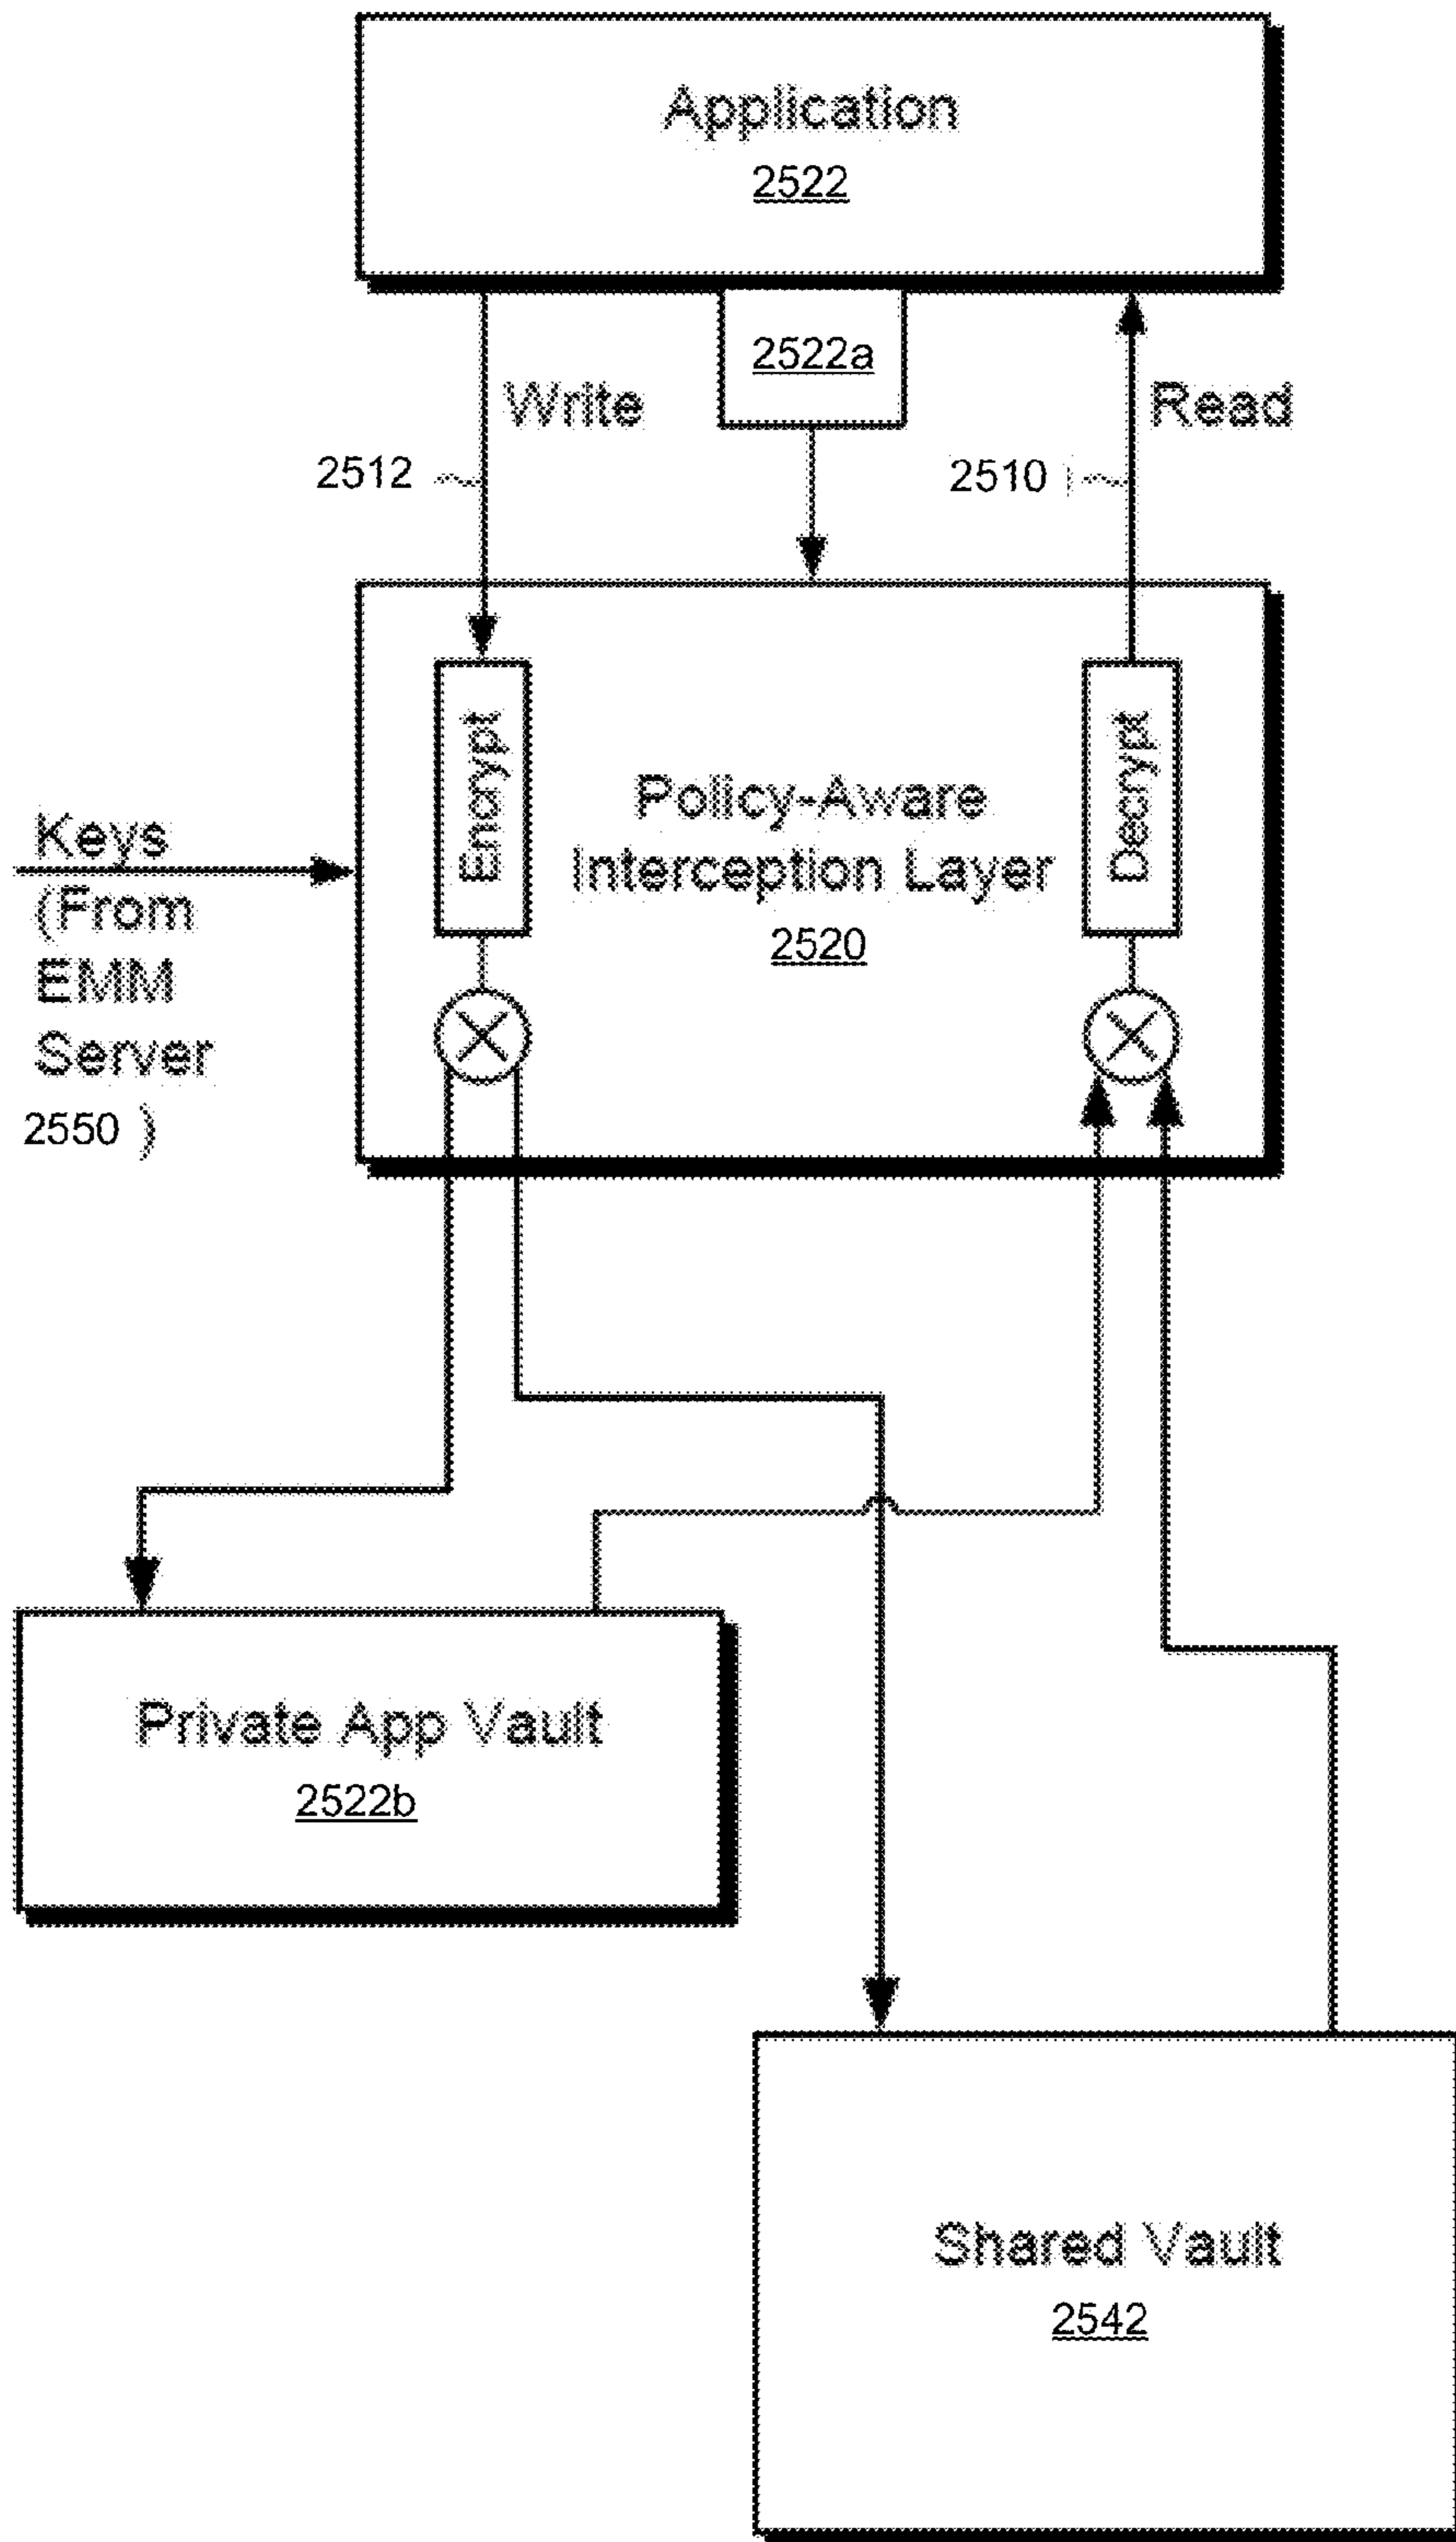 Application
2522
2522a
Write
Read
2512
2510
Encrypt
Decrypt
Policy-Aware
Interception Layer
2520
Keys
(From
EMM
Server
2550 )
Private App Vault
2522b
Shared Vault
2542